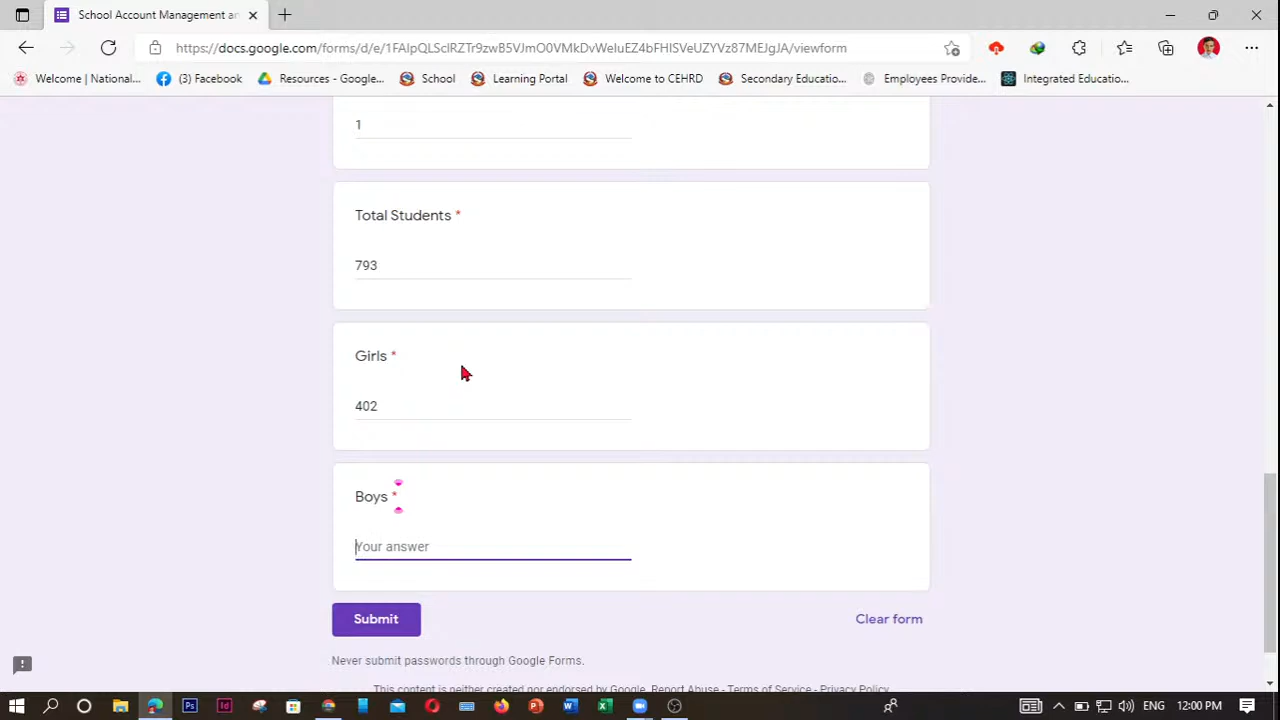 School Account Management an
https://docs.google.com/forms/d/e/1FAIpQLSclRZTr9zwBSVJmO0VMkDvWeIuEZ4bFHISVeUZYVz87MEJgJA/viewform
Welcome | National...
(3) Facebook
Resources - Google...
School
Learning Portal
Welcome to CEHRD
Secondary Educatio...
Employees Provide...
Integrated Educatio...
1
Total Students *
793
Girls *
402
Boys *
Your answer
Submit
Clear form
Never submit passwords through Google Forms.
This content is neither created nor endorsed by Google. Report Abuse - Terms of Service - Privacy Policy
ENG
12:00 PM